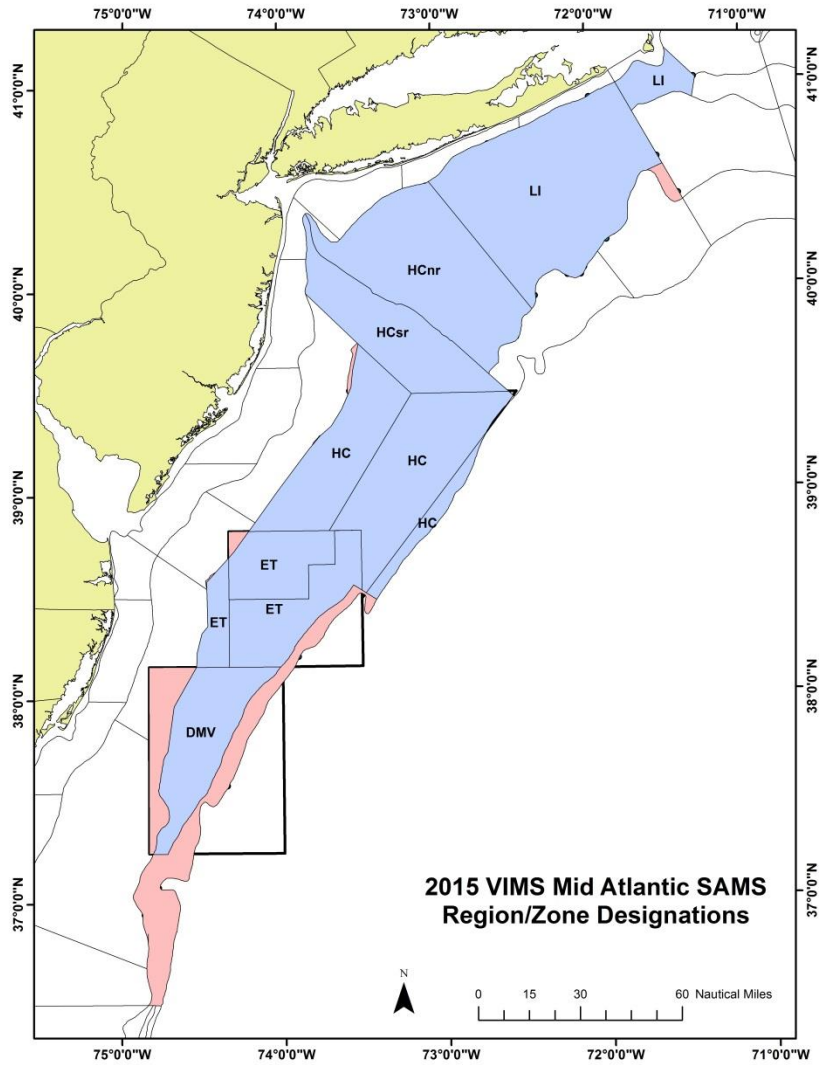 75°0'0"W 74°0'0"W 73°0'0"W 72°0'0"W 71°0'0"W
41°0'0"N
41°0'0"N
LI
LI
HCnr
40°0'0"N
40°0'0"N
HCsr
HC
HC
39°0'0"N
39°0'0"N
HC
ET
ET
ET
38°0'0"N
38°0'0"N
DMV
2015 VIMS Mid Atlantic SAMS
Region/Zone Designations
37°0'0"N
37°0'0"N
N
0 15 30 60 Nautical Miles
75°0'0"W 74°0'0"W 73°0'0"W 72°0'0"W 71°0'0"W